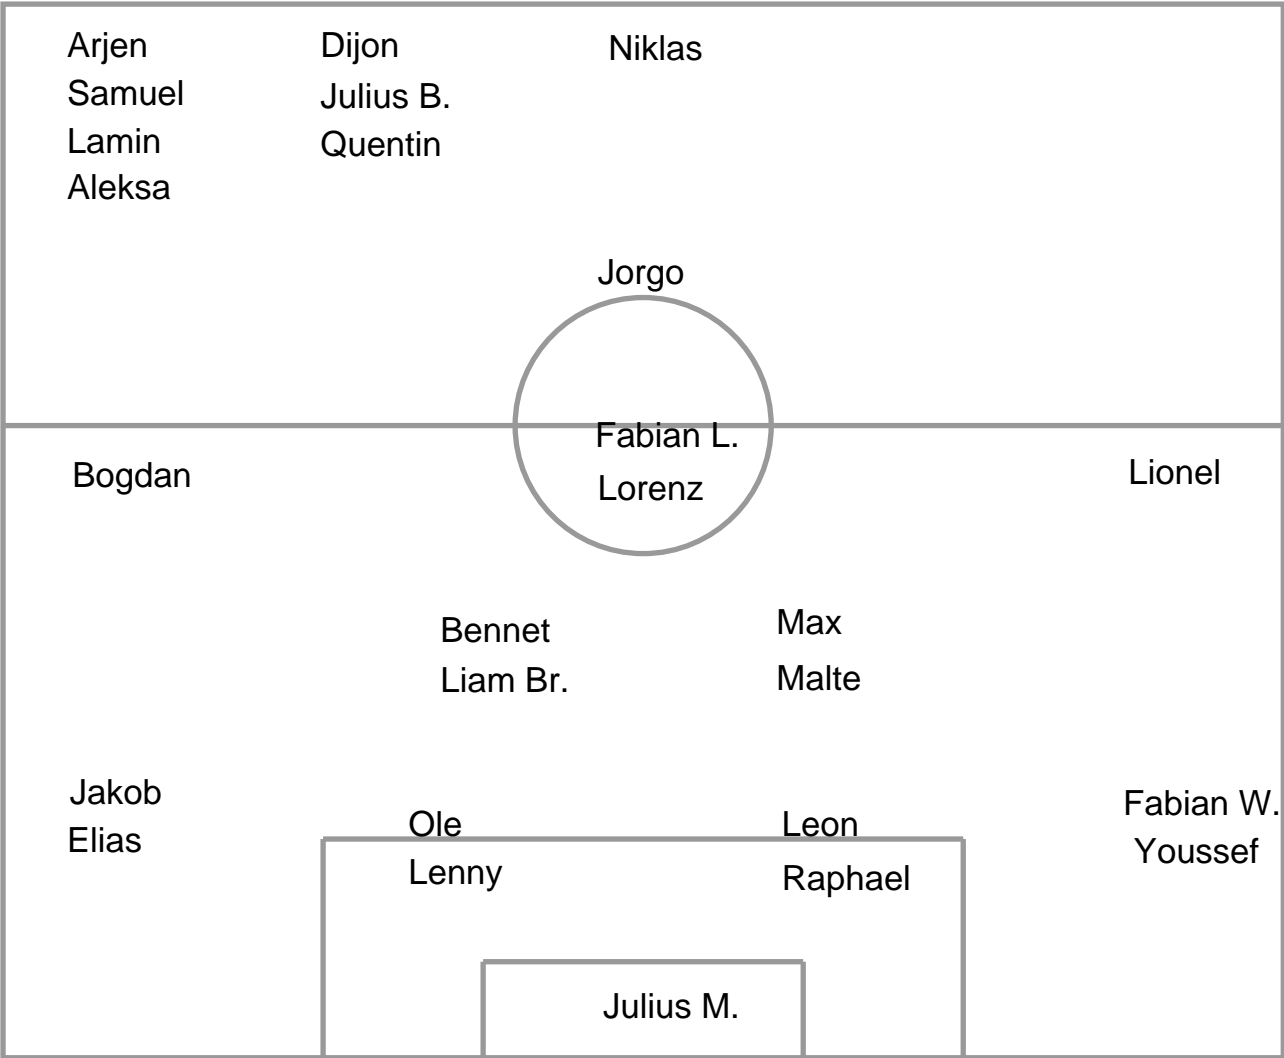 Arjen
Samuel
Lamin
Aleksa
Dijon
Julius B.
Quentin
Niklas
Jorgo
Fabian L.
Lorenz
Bogdan
Lionel
Bennet
Liam Br.
Max
Malte
Jakob
Elias
Ole
Lenny
Leon
Raphael
Fabian W.
Youssef
Julius M.